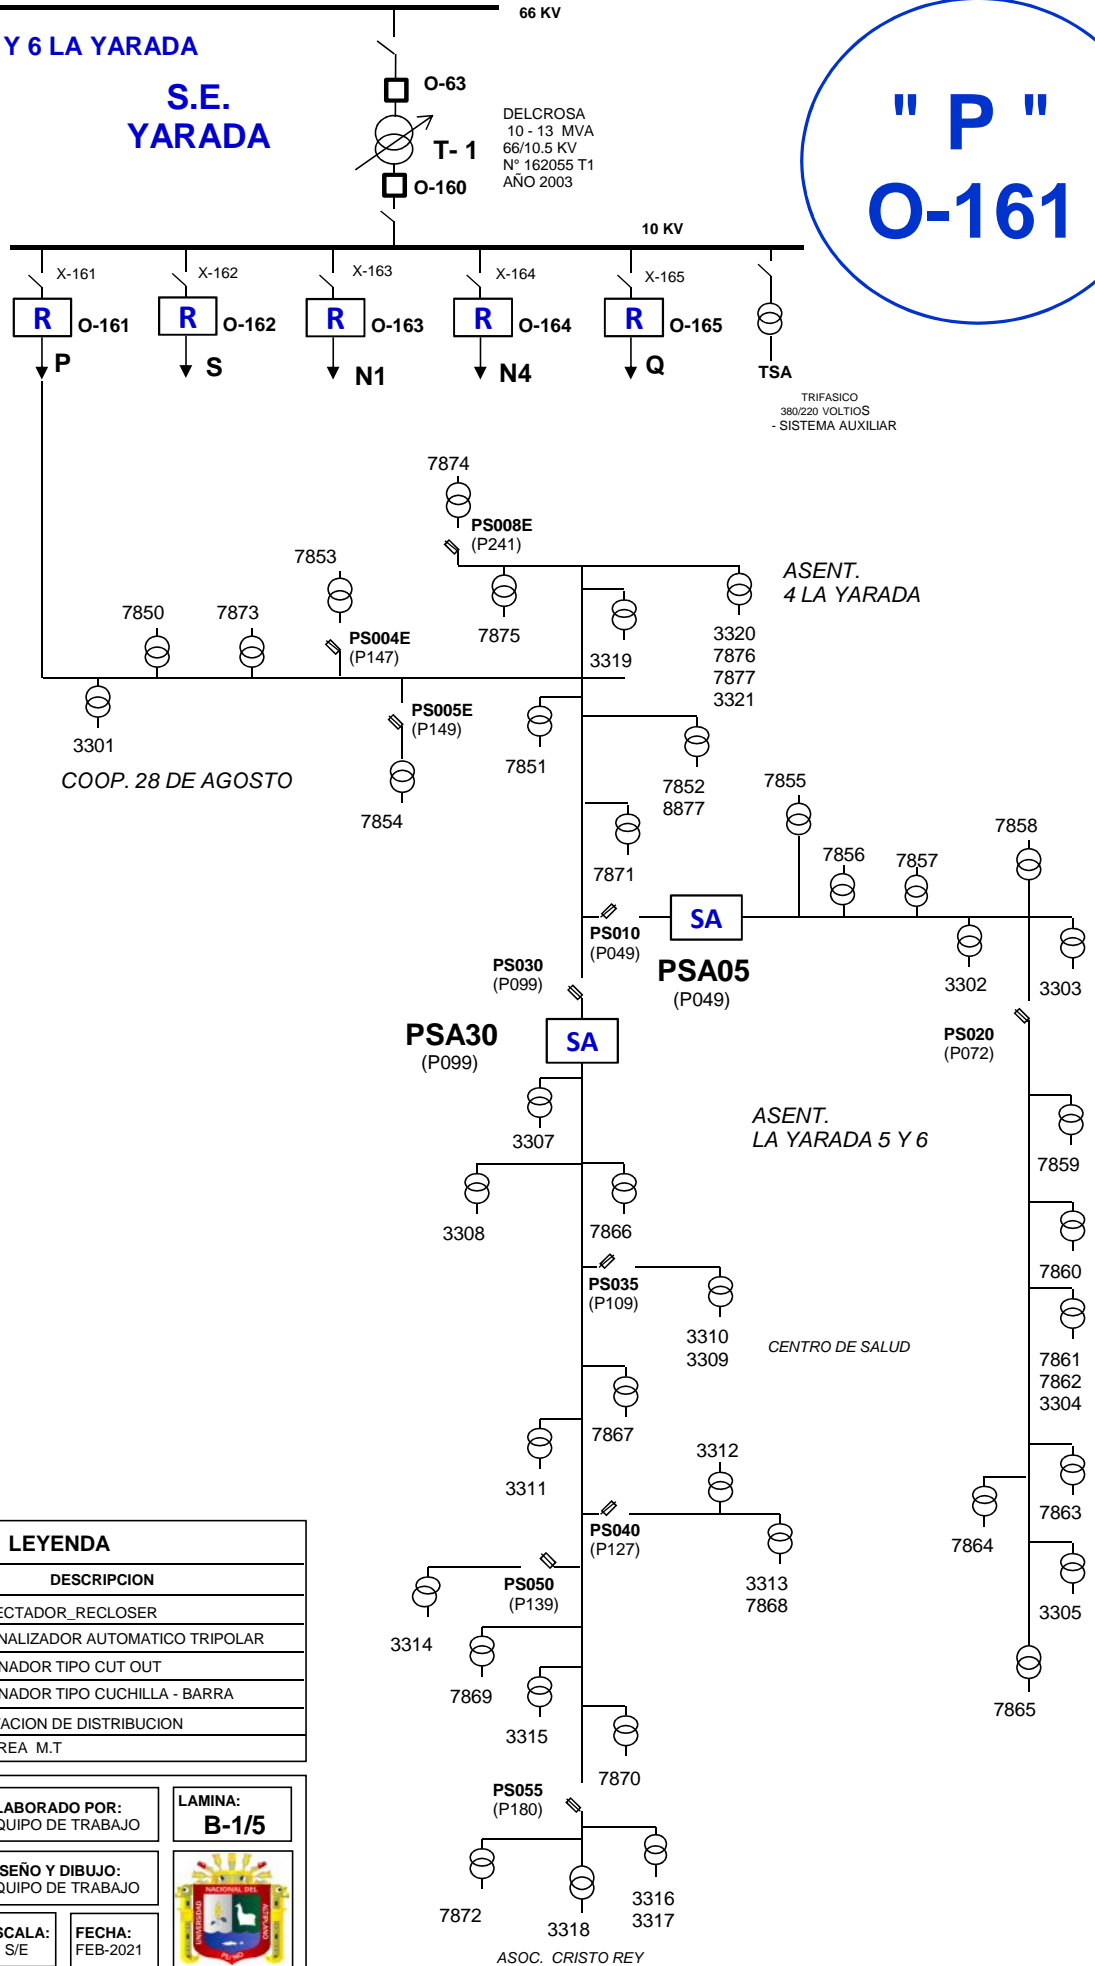 66 KV
Y 6 LA YARADA
S.E.
YARADA
O-63
T- 1
O-160
DELCROSA
10 - 13 MVA
66/10.5 KV
N° 162055 T1
AÑO 2003
" P "
O-161
10 KV
X-161
X-162
X-163
X-164
X-165
R
O-161
R
O-162
R
O-163
R
O-164
R
O-165
P
S
N1
N4
Q
TSA
TRIFASICO
380/220 VOLTIOS
- SISTEMA AUXILIAR
7874
PS008E
(P241)
7853
ASENT.
4 LA YARADA
7850
7873
PS004E
(P147)
7875
3319
3320
7876
7877
3321
3301
PS005E
(P149)
COOP. 28 DE AGOSTO
7854
7851
7852
8877
7871
7855
7856
7857
7858
PS010
(P049)
SA
PSA05
(P049)
3302
3303
PS030
(P099)
PSA30
(P099)
SA
PS020
(P072)
ASENT.
LA YARADA 5 Y 6
3307
7859
3308
7866
7860
PS035
(P109)
3310
3309
CENTRO DE SALUD
7861
7862
3304
7867
3311
3312
7863
7864
PS040
(P127)
3313
7868
PS050
(P139)
3314
3305
7869
3315
7865
7870
PS055
(P180)
7872
3318
3316
3317
ASOC. CRISTO REY
LEYENDA
DESCRIPCION
ECTADOR_RECLOSER
NALIZADOR AUTOMATICO TRIPOLAR
NADOR TIPO CUT OUT
NADOR TIPO CUCHILLA - BARRA
TACION DE DISTRIBUCION
REA M.T
LABORADO POR:
QUIPO DE TRABAJO
LAMINA:
B-1/5
SEÑO Y DIBUJO:
QUIPO DE TRABAJO
SCALA:
S/E
FECHA:
FEB-2021
UNIVERSIDAD
NACIONAL DEL
ALTIPLANO
PUNO